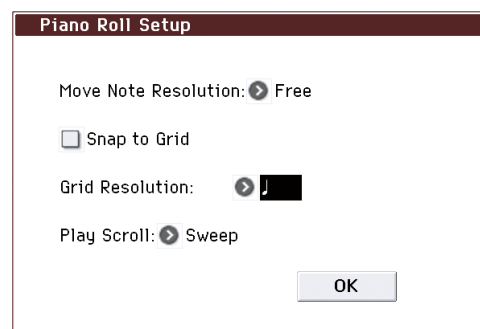 Piano Roll Setup
Move Note Resolution: Free
Snap to Grid
Grid Resolution: ♩
Play Scroll: Sweep
OK